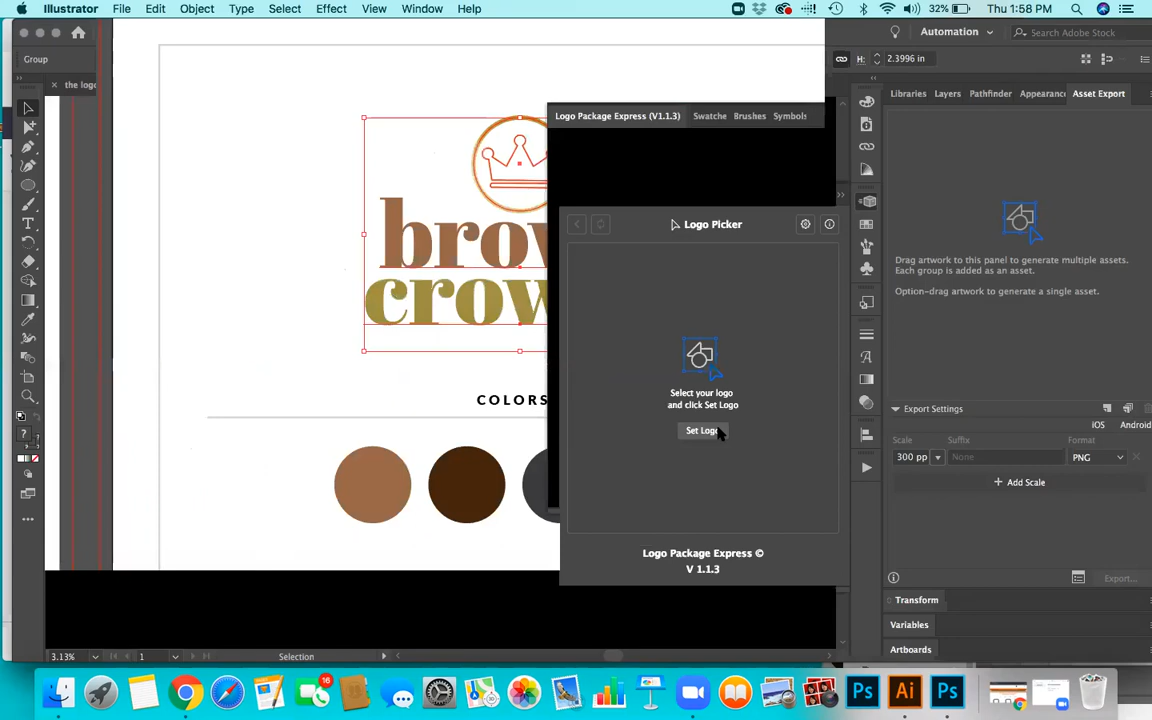 Illustrator File Edit Object Type Select Effect View Window Help 32% Thu 1:58 PM
Automation Search Adobe Stock
Group H: 2.3996 in
the logo
Libraries Layers Pathfinder Appearance Asset Export
Logo Package Express (V1.1.3) Swatche Brushes Symbols
Logo Picker
brow
crow
Drag artwork to this panel to generate multiple assets.
Each group is added as an asset.
Option-drag artwork to generate a single asset.
Select your logo
and click Set Logo
Set Logo
COLORS
Export Settings
iOS Android
Scale Suffix Format
300 pp None PNG
+ Add Scale
Logo Package Express ©
V 1.1.3
Export...
Transform
Variables
Artboards
3.13% 1 Selection
16
Ps Ai Ps